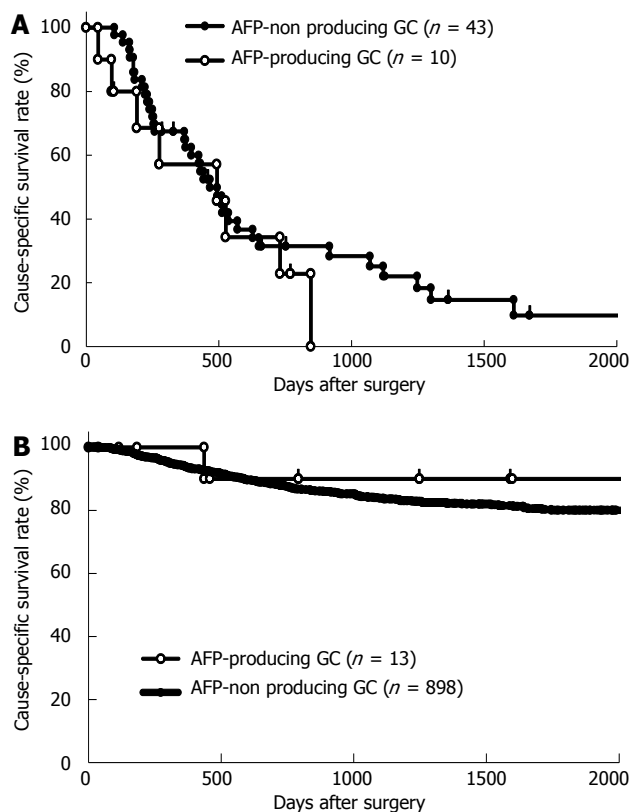 A
AFP-non producing GC (n = 43)
AFP-producing GC (n = 10)
Cause-specific survival rate (%)
100
80
60
40
20
0
0 500 1000 1500 2000
Days after surgery
B
Cause-specific survival rate (%)
100
80
60
40
20
0
AFP-producing GC (n = 13)
AFP-non producing GC (n = 898)
0 500 1000 1500 2000
Days after surgery